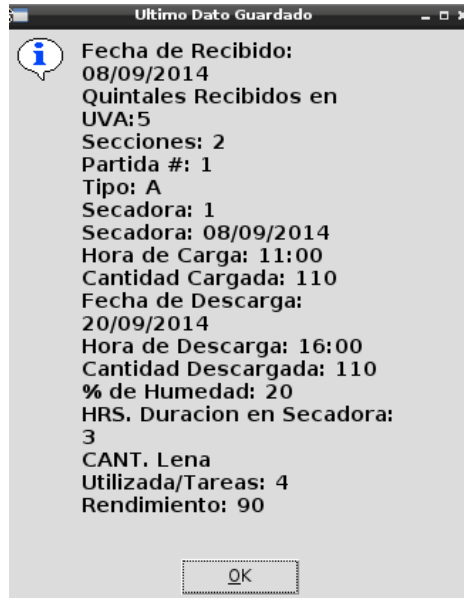 Ultimo Dato Guardado
Fecha de Recibido:
08/09/2014
Quintales Recibidos en
UVA:5
Secciones: 2
Partida #: 1
Tipo: A
Secadora: 1
Secadora: 08/09/2014
Hora de Carga: 11:00
Cantidad Cargada: 110
Fecha de Descarga:
20/09/2014
Hora de Descarga: 16:00
Cantidad Descargada: 110
% de Humedad: 20
HRS. Duracion en Secadora:
3
CANT. Lena
Utilizada/Tareas: 4
Rendimiento: 90
OK